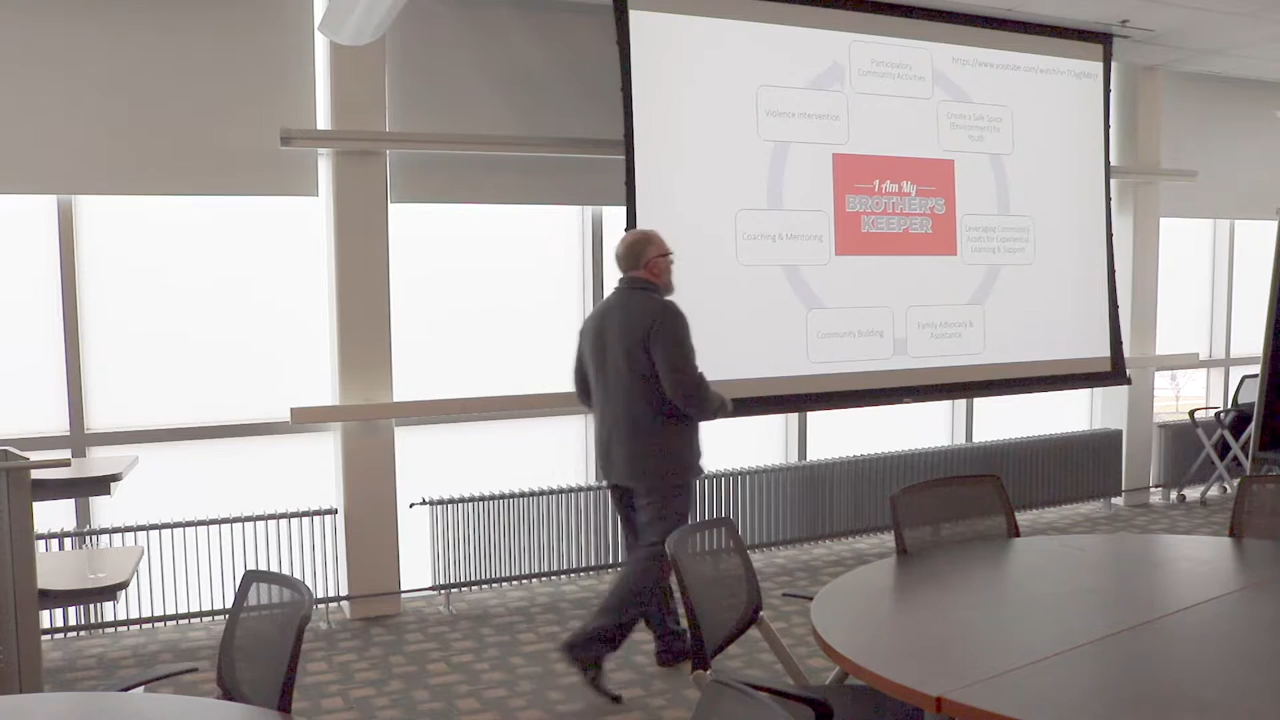 Participatory
Community Activities
https://www.youtube.com/watch?v=
Violence Intervention
Create a Safe Space
(Environment) for
Youth
I Am My
BROTHER'S
KEEPER
Coaching & Mentoring
Leveraging Community
Assets for Experiential
Learning & Support
Community Building
Family Advocacy &
Assistance